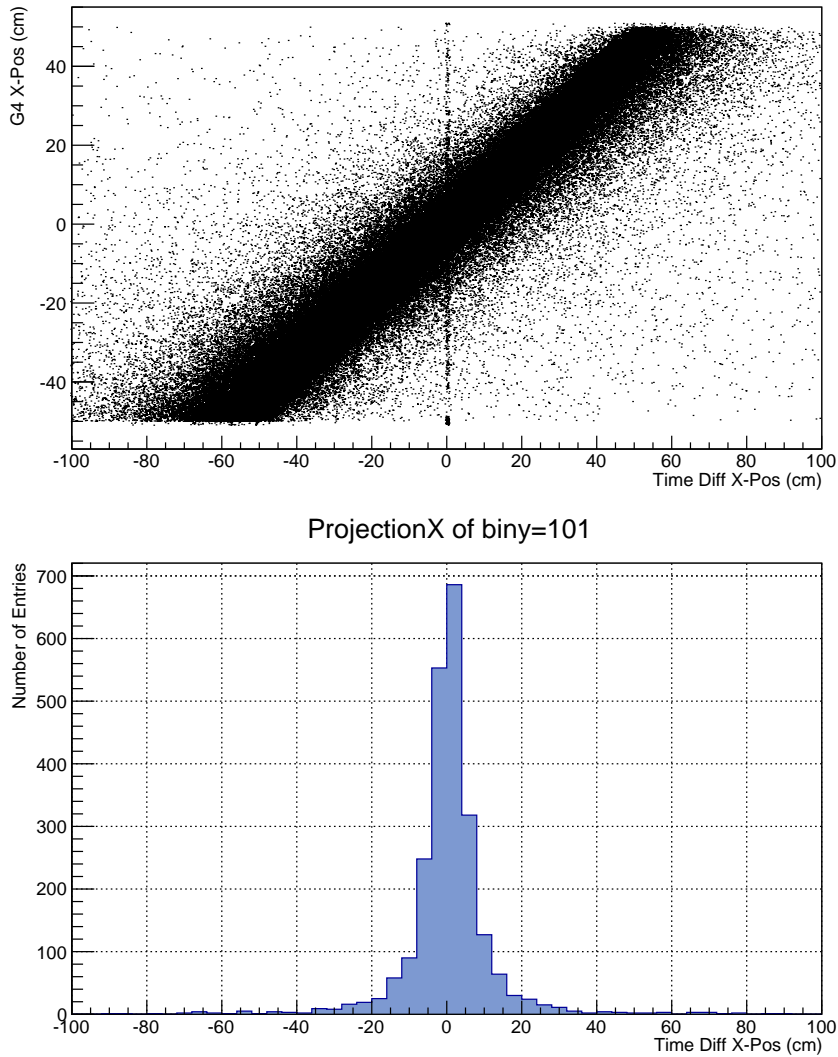 G4 X-Pos (cm)
40
20
0
-20
-40
-100 -80 -60 -40 -20 0 20 40 60 80 100
Time Diff X-Pos (cm)
ProjectionX of biny=101
Number of Entries
700
600
500
400
300
200
100
0
-100 -80 -60 -40 -20 0 20 40 60 80 100
Time Diff X-Pos (cm)